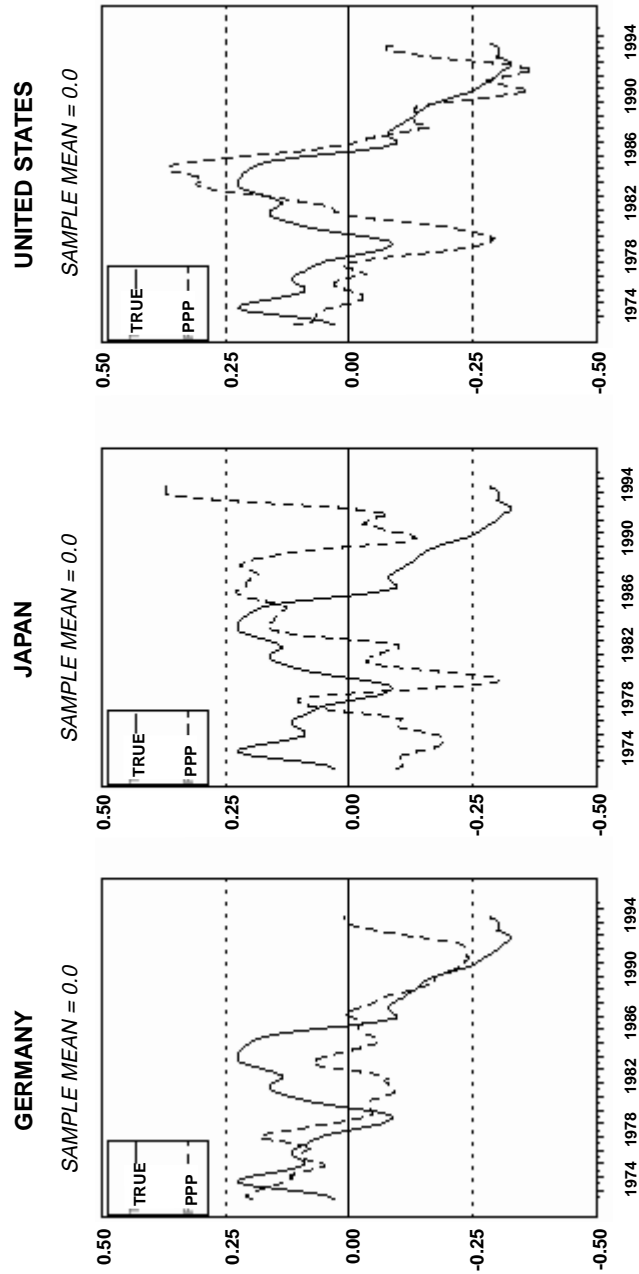 GERMANY
SAMPLE MEAN = 0.0
TRUE
PPP
0.50
0.25
0.00
-0.25
-0.50
1974
1978
1982
1986
1990
1994
JAPAN
SAMPLE MEAN = 0.0
TRUE
PPP
0.50
0.25
0.00
-0.25
-0.50
1974
1978
1982
1986
1990
1994
UNITED STATES
SAMPLE MEAN = 0.0
TRUE
PPP
0.50
0.25
0.00
-0.25
-0.50
1974
1978
1982
1986
1990
1994